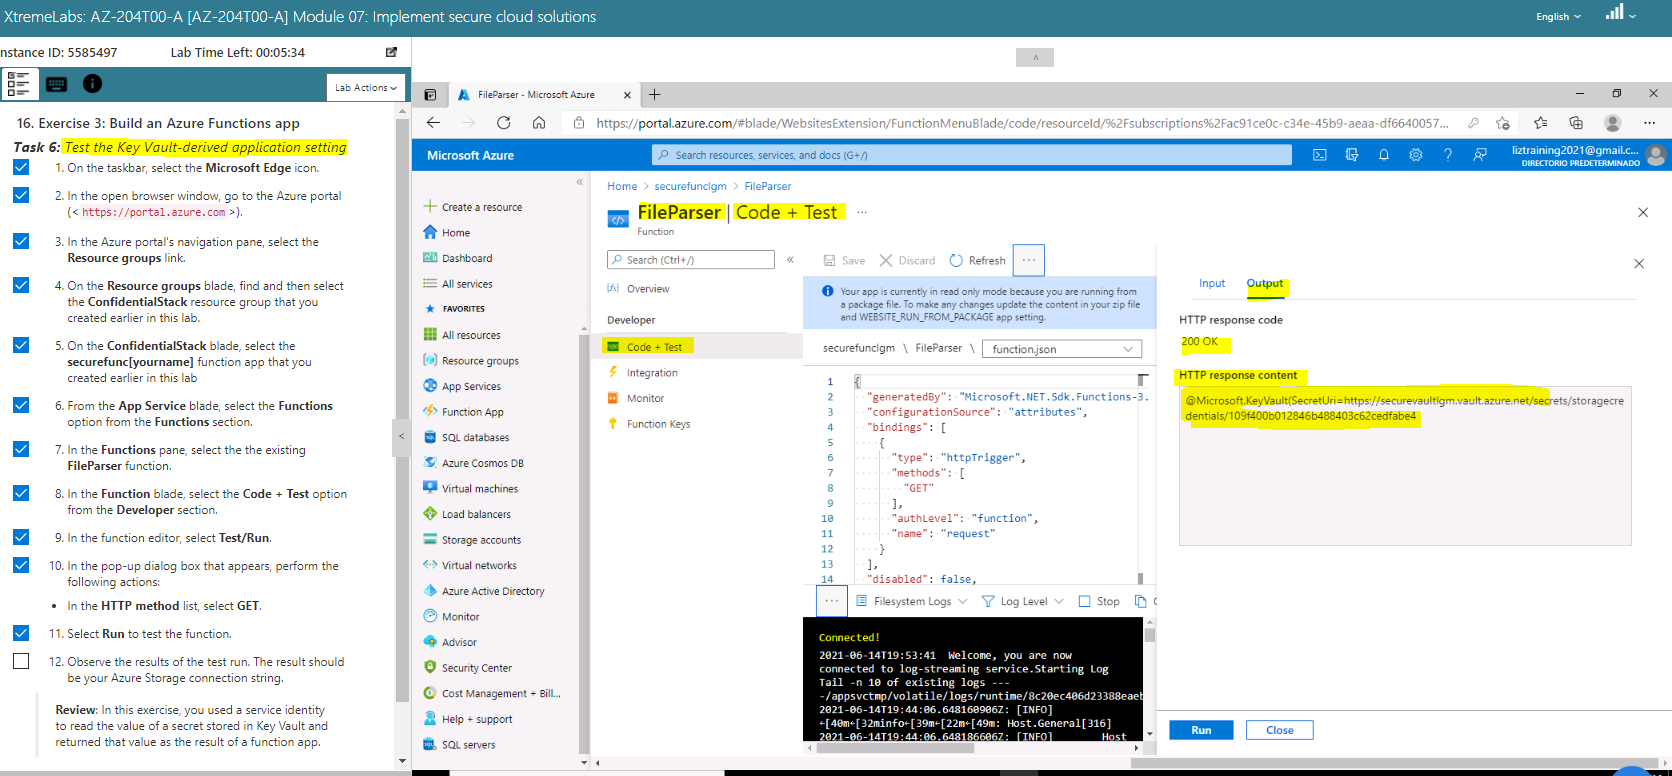 XtremeLabs: AZ-204T00-A [AZ-204T00-A] Module 07: Implement secure cloud solutions
English
nstance ID: 5585497
Lab Time Left: 00:05:34
Lab Actions
16. Exercise 3: Build an Azure Functions app
Task 6: Test the Key Vault-derived application setting
1. On the taskbar, select the Microsoft Edge icon.
2. In the open browser window, go to the Azure portal
(< https://portal.azure.com >).
3. In the Azure portal's navigation pane, select the
Resource groups link.
4. On the Resource groups blade, find and then select
the ConfidentialStack resource group that you
created earlier in this lab.
5. On the ConfidentialStack blade, select the
securefunc[yourname] function app that you
created earlier in this lab
6. From the App Service blade, select the Functions
option from the Functions section.
7. In the Functions pane, select the the existing
FileParser function.
8. In the Function blade, select the Code + Test option
from the Developer section.
9. In the function editor, select Test/Run.
10. In the pop-up dialog box that appears, perform the
following actions:
• In the HTTP method list, select GET.
11. Select Run to test the function.
12. Observe the results of the test run. The result should
be your Azure Storage connection string.
Review: In this exercise, you used a service identity
to read the value of a secret stored in Key Vault and
returned that value as the result of a function app.
FileParser - Microsoft Azure
https://portal.azure.com/#blade/WebsitesExtension/FunctionMenuBlade/code/resourceId/%2Fsubscriptions%2Fac91ce0c-c34e-45b9-aeaa-df6640057...
Microsoft Azure
Search resources, services, and docs (G+/)
liztraining2021@gmail.c...
DIRECTORIO PREDETERMINADO
Create a resource
Home
Dashboard
All services
FAVORITES
All resources
Resource groups
App Services
Function App
SQL databases
Azure Cosmos DB
Virtual machines
Load balancers
Storage accounts
Virtual networks
Azure Active Directory
Monitor
Advisor
Security Center
Cost Management + Bill...
Help + support
SQL servers
Home > securefunclgm > FileParser
FileParser | Code + Test ...
Function
Search (Ctrl+/)
Overview
Developer
Code + Test
Integration
Monitor
Function Keys
Save
Discard
Refresh
...
Your app is currently in read only mode because you are running from
a package file. To make any changes update the content in your zip file
and WEBSITE_RUN_FROM_PACKAGE app setting.
securefunclgm \ FileParser \ function.json
1 {
2 "generatedBy": "Microsoft.NET.Sdk.Functions-3.
3 "configurationSource": "attributes",
4 "bindings": [
5 {
6 "type": "httpTrigger",
7 "methods": [
8 "GET"
9 ],
10 "authLevel": "function",
11 "name": "request"
12 }
13 ],
14 "disabled": false,
... Filesystem Logs Log Level Stop
Connected!
2021-06-14T19:53:41 Welcome, you are now
connected to log-streaming service.Starting Log
Tail -n 10 of existing logs ----
-/appsvctmp/volatile/logs/runtime/8c20ec406d23388eaeb
2021-06-14T19:44:06.648160906Z: [INFO]
←[40m←[32minfo←[39m←[22m←[49m: Host.General[316]
2021-06-14T19:44:06.648186606Z: [INFO] Host
Input
Output
HTTP response code
200 OK
HTTP response content
@Microsoft.KeyVault(SecretUri=https://securevaultlgm.vault.azure.net/secrets/storagecre
dentials/109f400b012846b488403c62cedfabe4
Run
Close